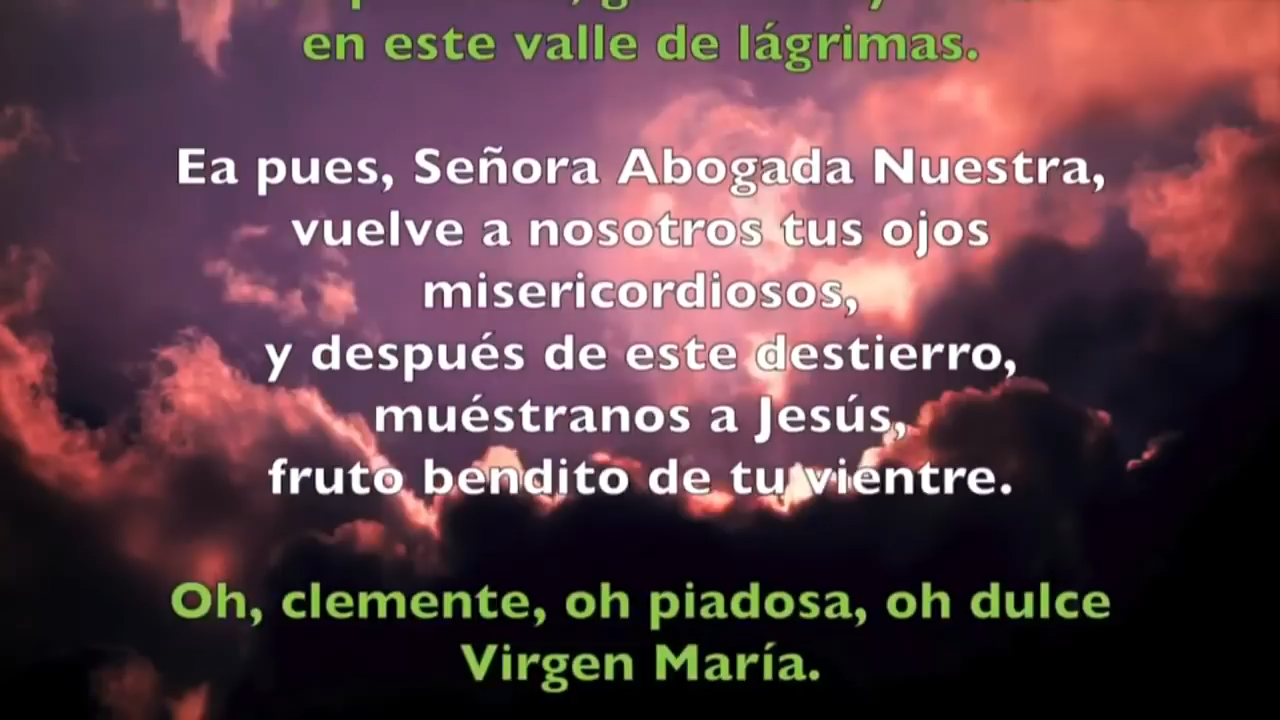 en este valle de lágrimas.
Ea pues, Señora Abogada Nuestra,
vuelve a nosotros tus ojos
misericordiosos,
y después de este destierro,
muéstranos a Jesús,
fruto bendito de tu vientre.
Oh, clemente, oh piadosa, oh dulce
Virgen María.